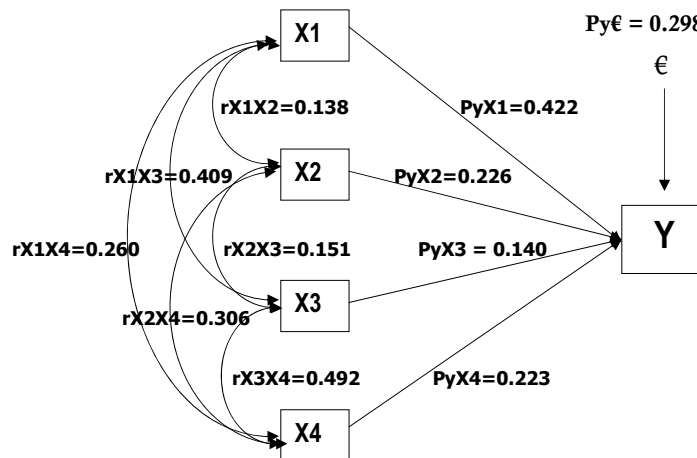 X1
Py€ = 0.298
€
rX1X2=0.138
PyX1=0.422
X2
rX1X3=0.409
PyX2=0.226
Y
rX1X4=0.260
rX2X3=0.151
PyX3 = 0.140
X3
rX2X4=0.306
rX3X4=0.492
PyX4=0.223
X4